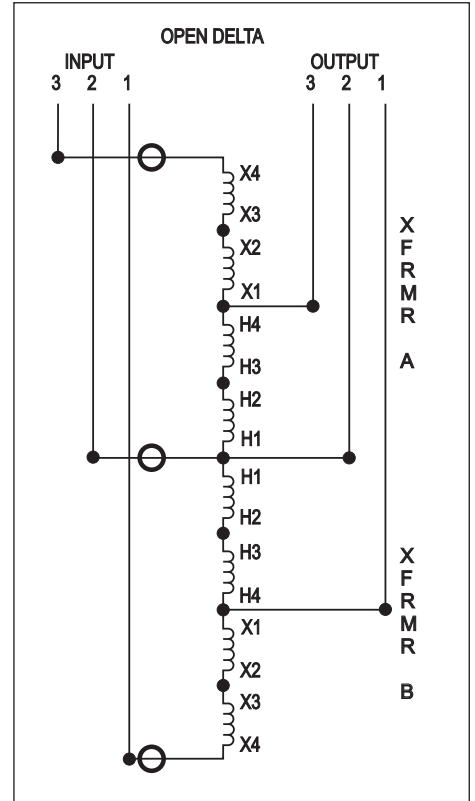 OPEN DELTA
INPUT OUTPUT
3 2 1 3 2 1
X4
X3
X2
X1
H4
H3
H2
H1
H1
H2
H3
H4
X1
X2
X3
X4
XFRMR A
XFRMR B